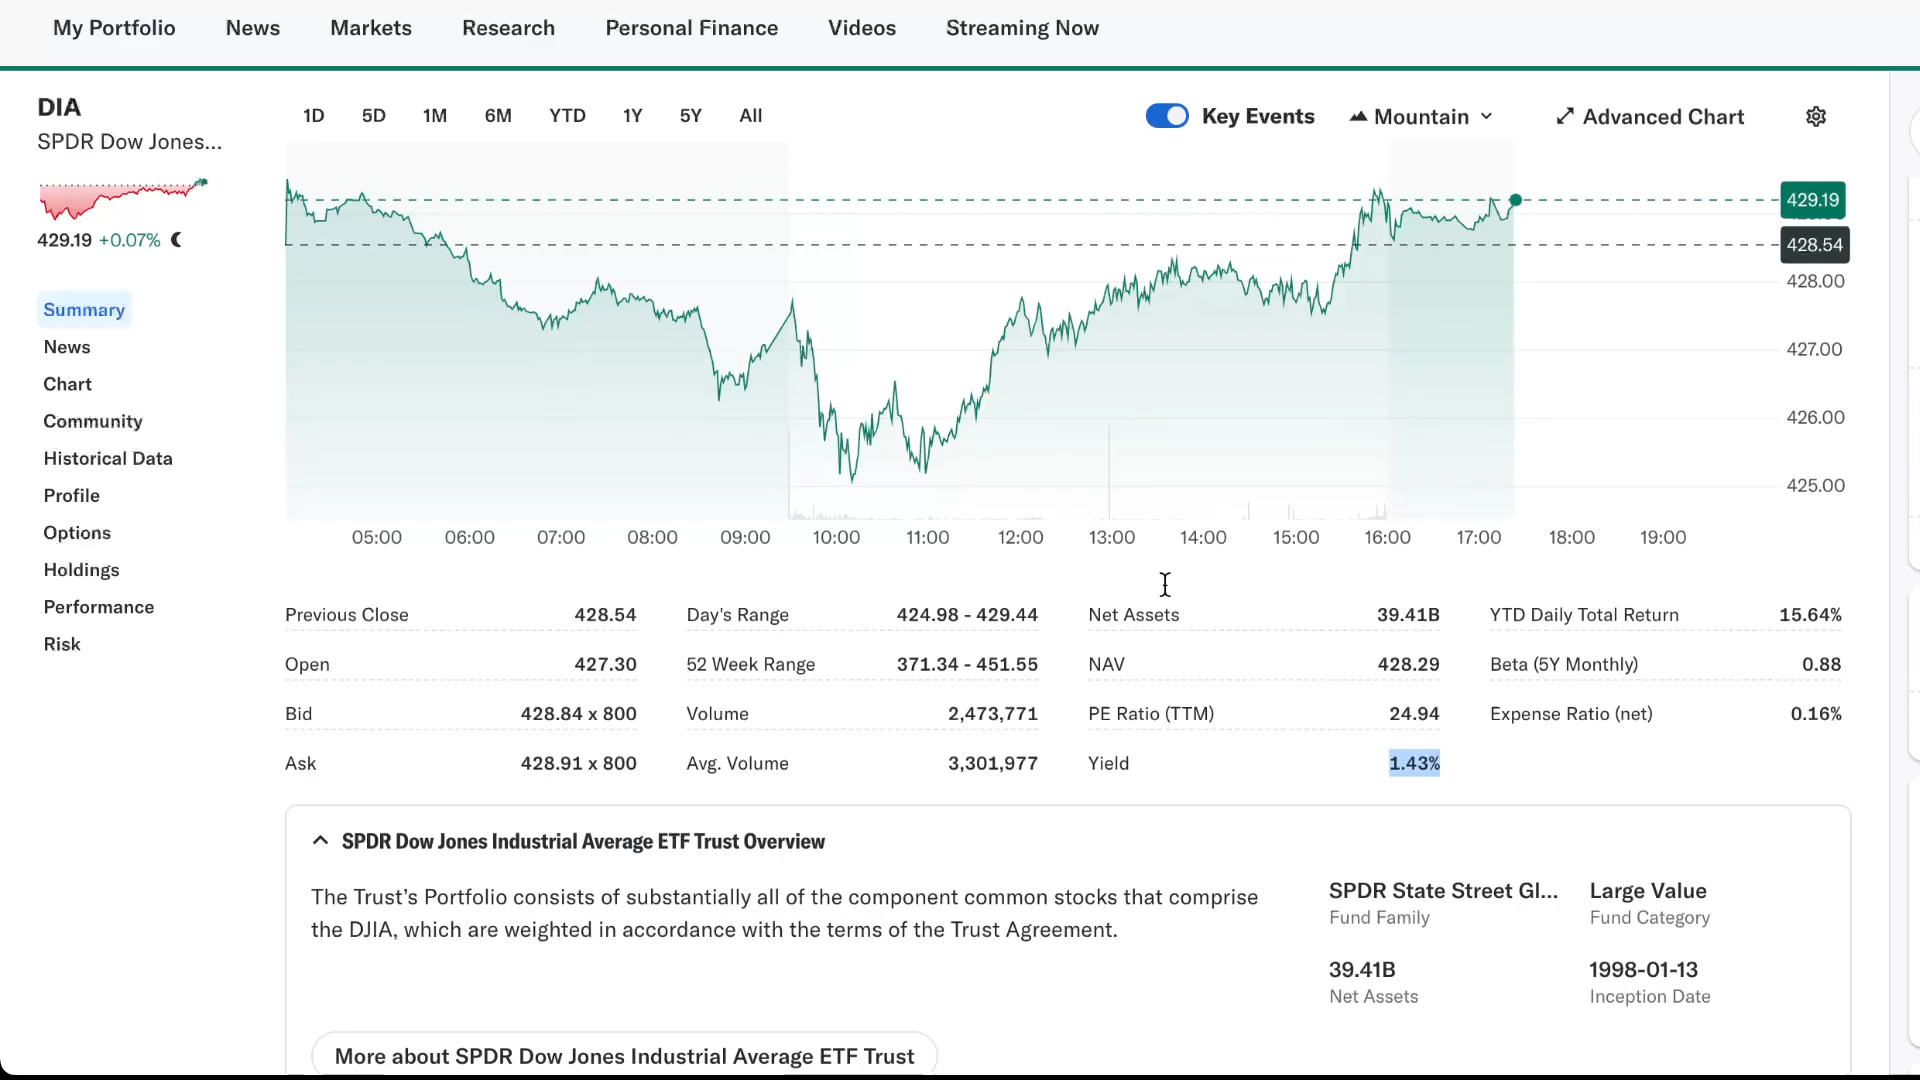 My Portfolio News Markets Research Personal Finance Videos Streaming Now
DIA
SPDR Dow Jones...
429.19 +0.07%
Summary
News
Chart
Community
Historical Data
Profile
Options
Holdings
Performance
Risk
1D 5D 1M 6M YTD 1Y 5Y All
Key Events Mountain Advanced Chart
429.19
428.54
428.00
427.00
426.00
425.00
05:00 06:00 07:00 08:00 09:00 10:00 11:00 12:00 13:00 14:00 15:00 16:00 17:00 18:00 19:00
Previous Close 428.54 Day's Range 424.98 - 429.44 Net Assets 39.41B YTD Daily Total Return 15.64%
Open 427.30 52 Week Range 371.34 - 451.55 NAV 428.29 Beta (5Y Monthly) 0.88
Bid 428.84 x 800 Volume 2,473,771 PE Ratio (TTM) 24.94 Expense Ratio (net) 0.16%
Ask 428.91 x 800 Avg. Volume 3,301,977 Yield 1.43%
SPDR Dow Jones Industrial Average ETF Trust Overview
The Trust’s Portfolio consists of substantially all of the component common stocks that comprise
the DJIA, which are weighted in accordance with the terms of the Trust Agreement.
SPDR State Street Gl... Large Value
Fund Family Fund Category
39.41B 1998-01-13
Net Assets Inception Date
More about SPDR Dow Jones Industrial Average ETF Trust